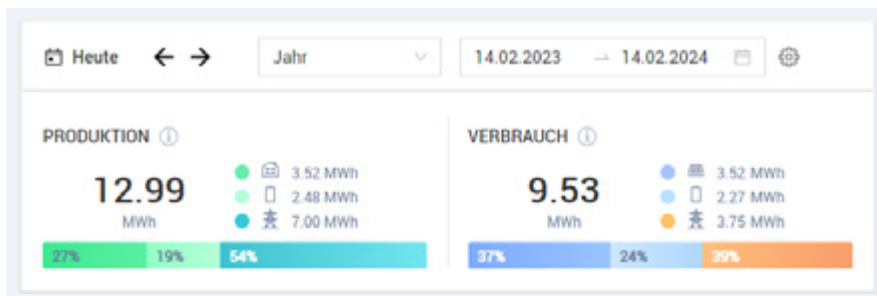 Heute Jahr 14.02.2023 → 14.02.2024
PRODUKTION
12.99
MWh
3.52 MWh
2.48 MWh
7.00 MWh
27% 19% 54%
VERBRAUCH
9.53
MWh
3.52 MWh
2.27 MWh
3.75 MWh
37% 24% 39%